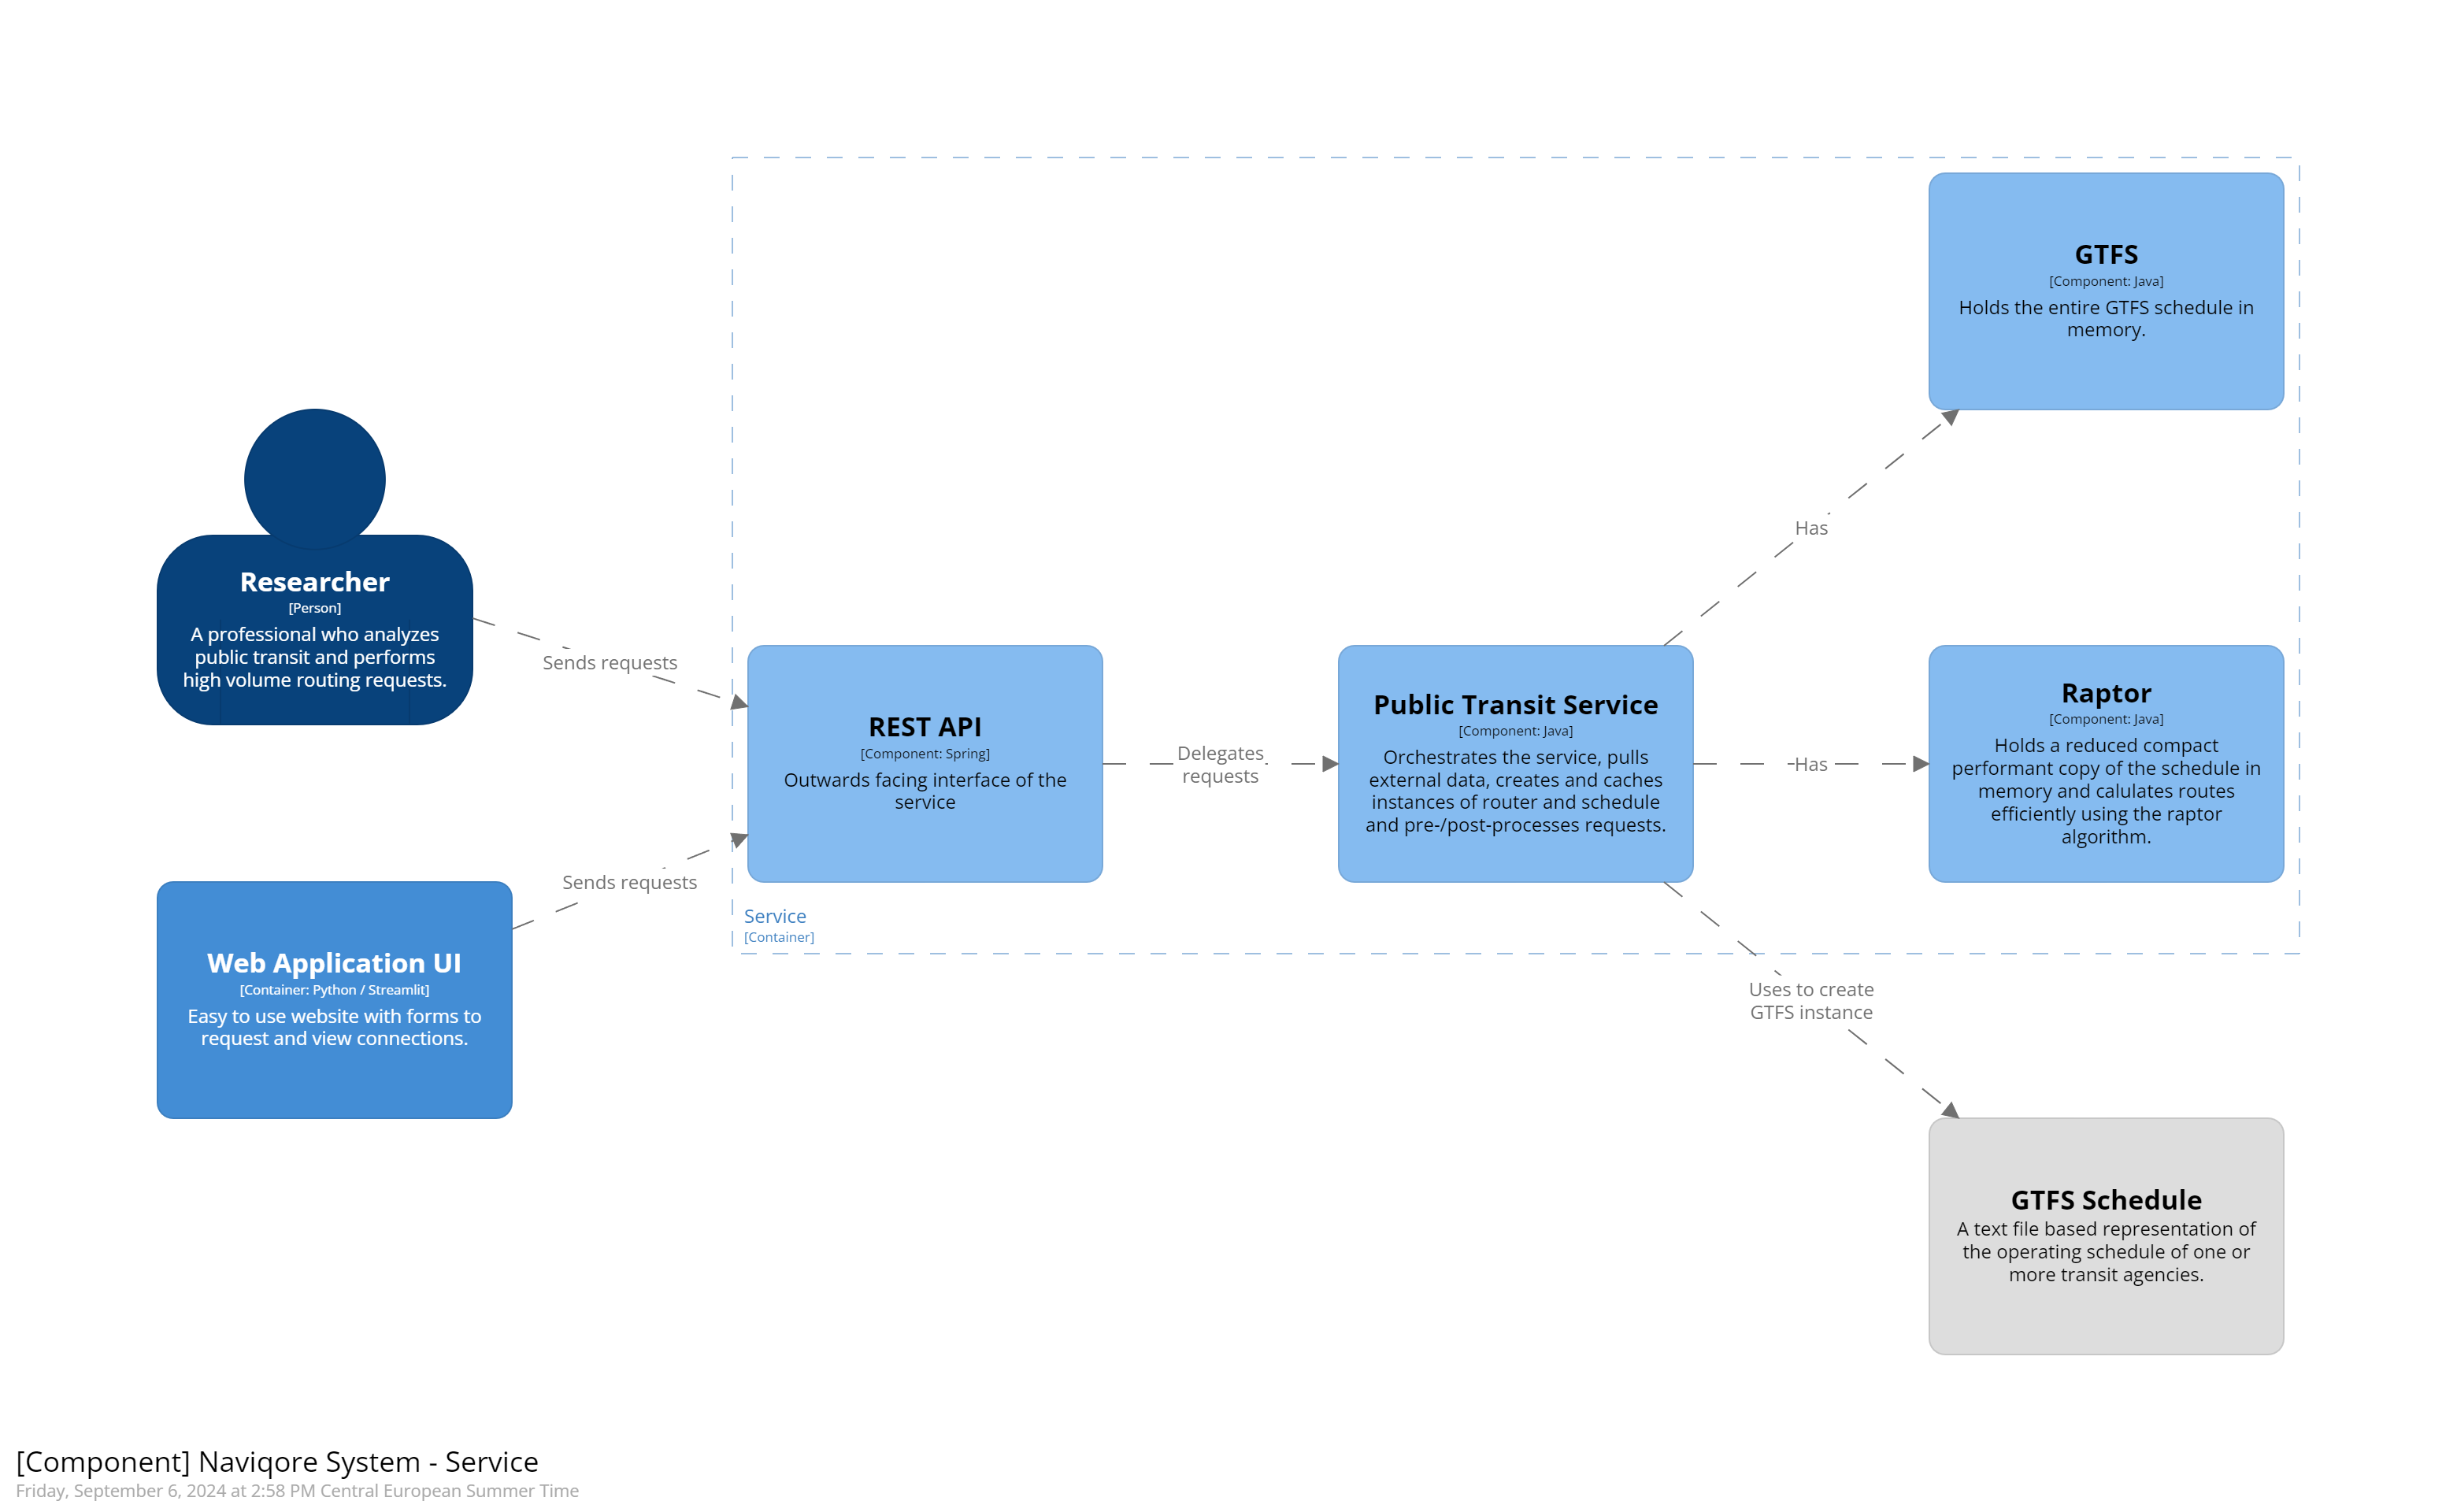 GTFS
[Component: Java]
Holds the entire GTFS schedule in
memory.
Has
Researcher
[Person]
A professional who analyzes
public transit and performs
high volume routing requests.
Sends requests
REST API
[Component: Spring]
Outwards facing interface of the
service
Delegates
requests
Public Transit Service
[Component: Java]
Orchestrates the service, pulls
external data, creates and caches
instances of router and schedule
and pre-/post-processes requests.
Has
Raptor
[Component: Java]
Holds a reduced compact
performant copy of the schedule in
memory and calulates routes
efficiently using the raptor
algorithm.
Sends requests
Service
[Container]
Web Application UI
[Container: Python / Streamlit]
Easy to use website with forms to
request and view connections.
Uses to create
GTFS instance
GTFS Schedule
A text file based representation of
the operating schedule of one or
more transit agencies.
[Component] Naviqore System - Service
Friday, September 6, 2024 at 2:58 PM Central European Summer Time